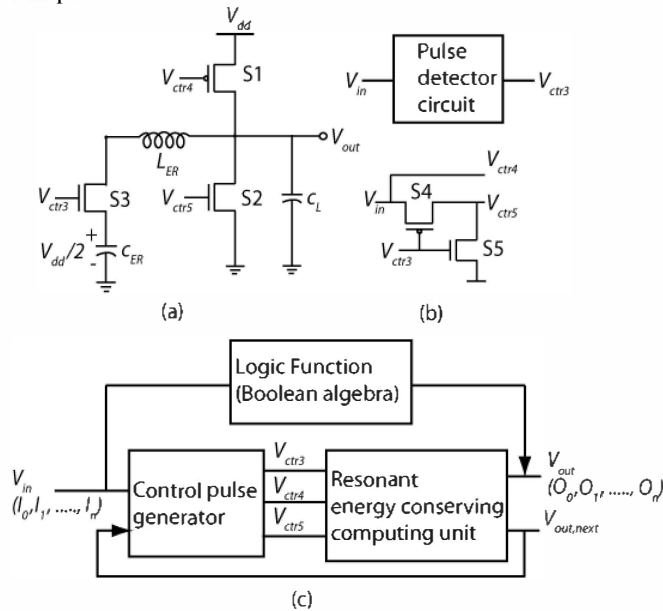 V_dd
V_ctr4
S1
V_out
L_ER
V_ctr3
S3
V_ctr5
S2
C_L
V_dd/2
+
-
C_ER
(a)
V_in
Pulse
detector
circuit
V_ctr3
V_ctr4
V_in
S4
V_ctr5
V_ctr3
S5
(b)
Logic Function
(Boolean algebra)
V_in
(I_0,I_1, ....., I_n)
Control pulse
generator
V_ctr3
V_ctr4
V_ctr5
Resonant
energy conserving
computing unit
V_out
(O_0,O_1, ....., O_n)
V_out,next
(c)